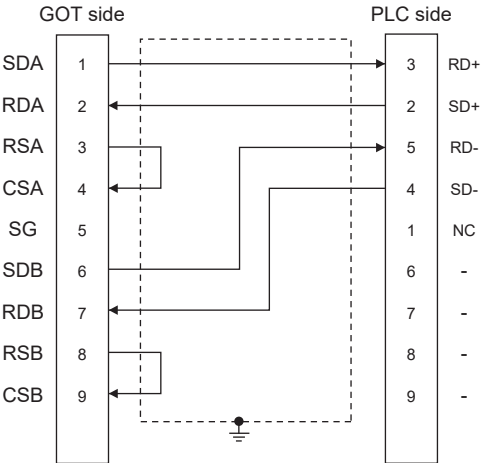 GOT side PLC side
SDA 1 3 RD+
RDA 2 2 SD+
RSA 3 5 RD-
CSA 4 4 SD-
SG 5 1 NC
SDB 6 6 -
RDB 7 7 -
RSB 8 8 -
CSB 9 9 -